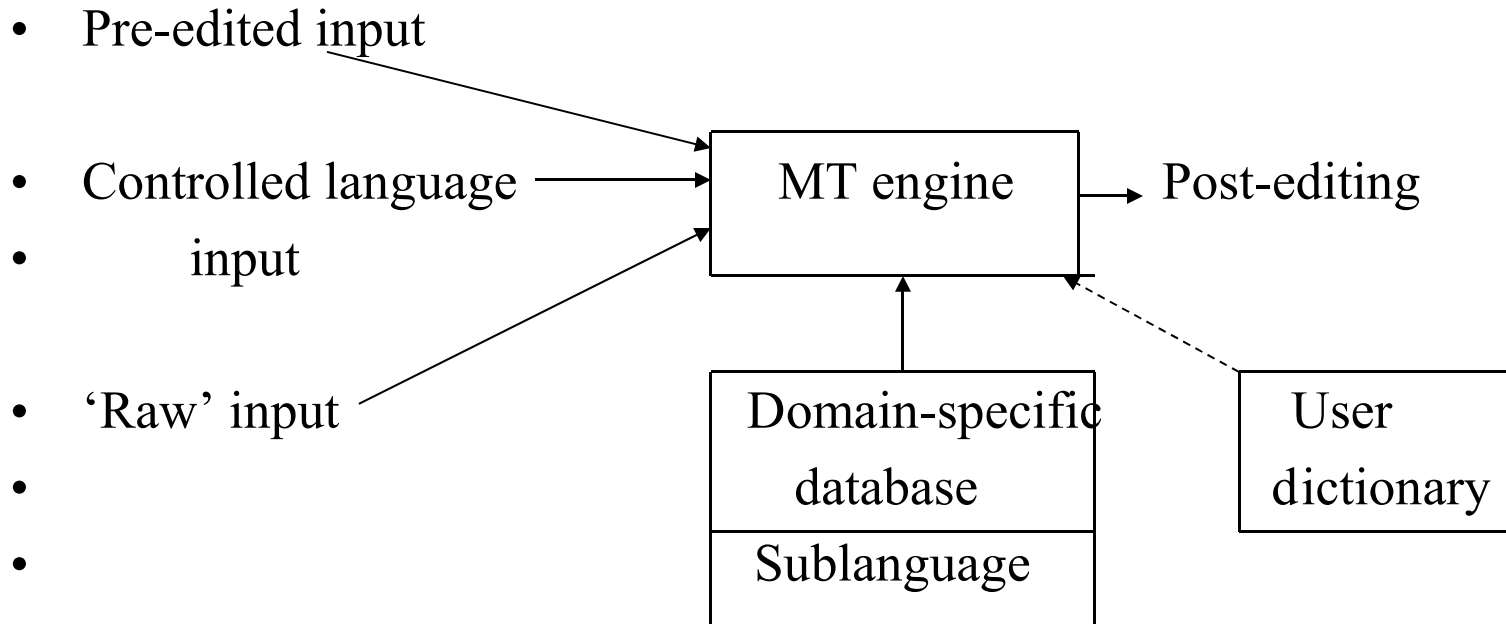 • Pre-edited input
• Controlled language MT engine Post-editing
• input
• ‘Raw’ input Domain-specific User
• database dictionary
• Sublanguage